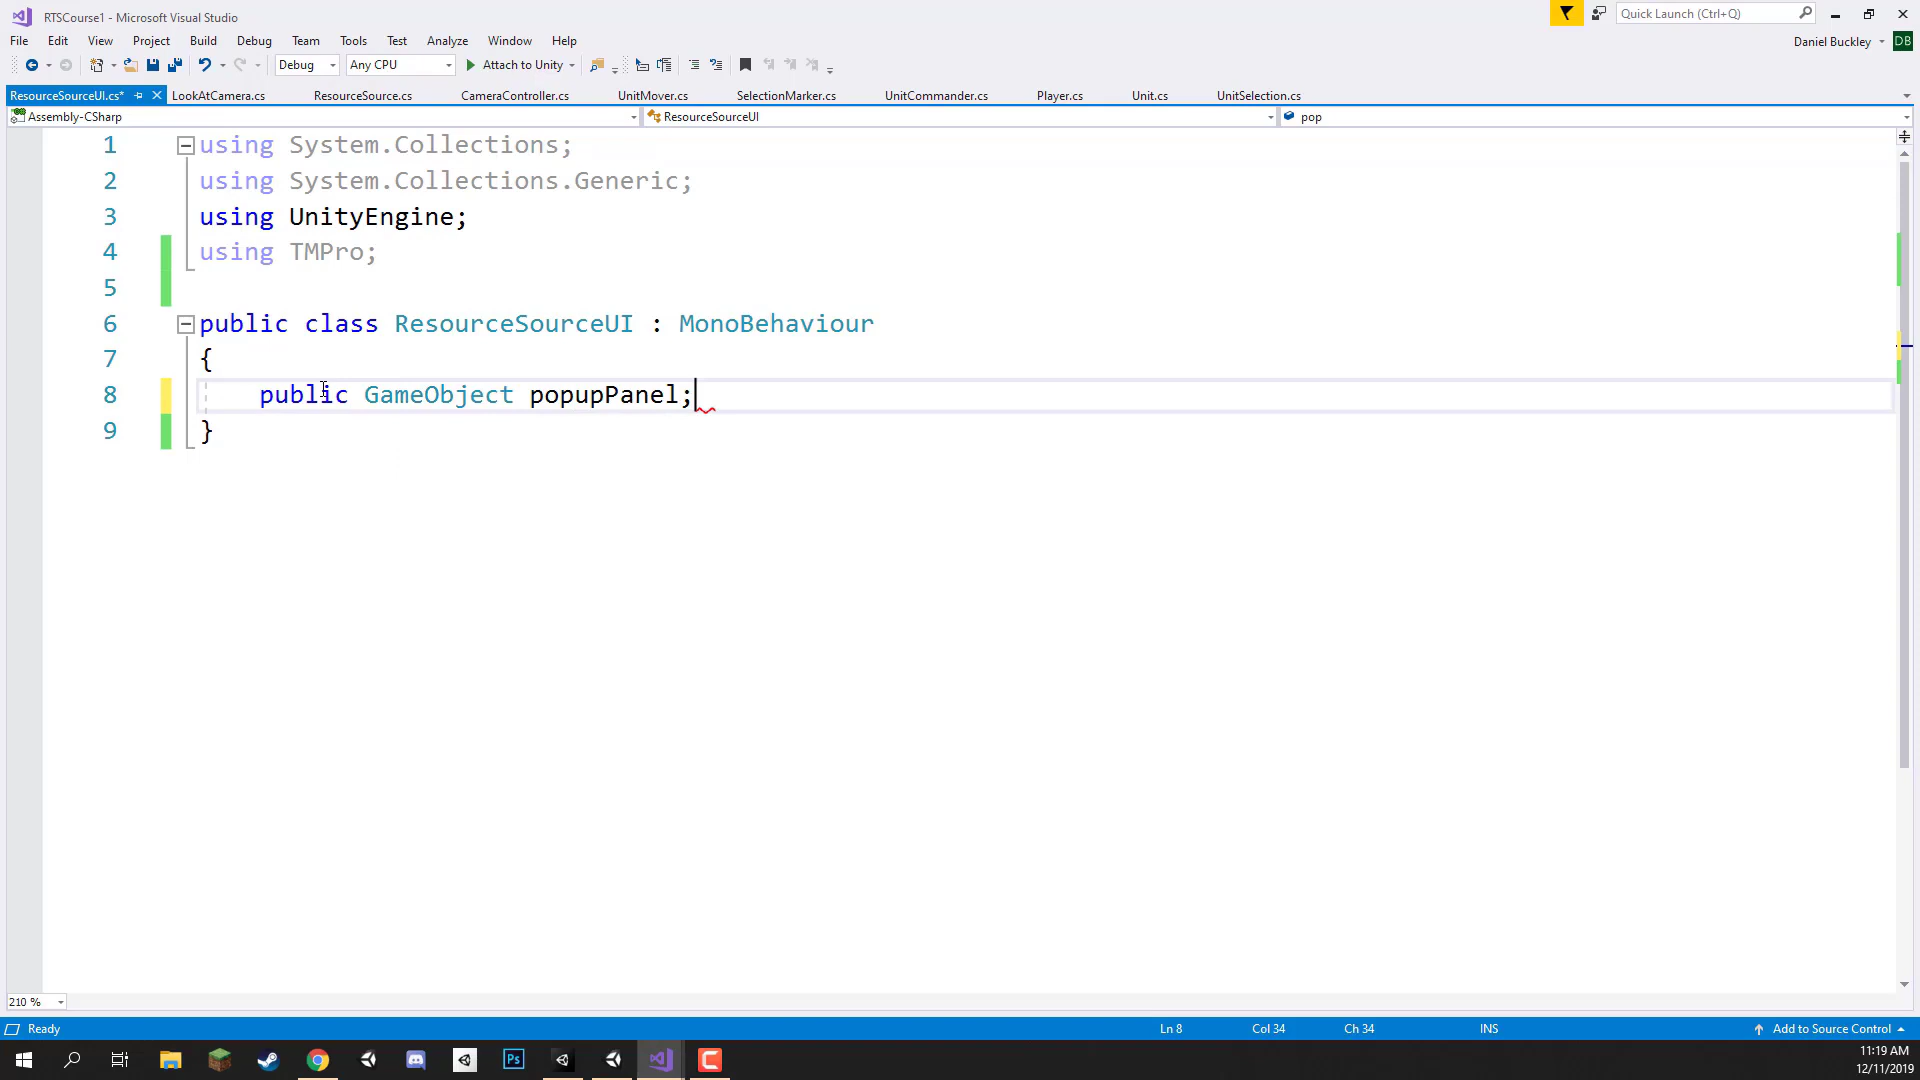 RTSCourse1 - Microsoft Visual Studio
Quick Launch (Ctrl+Q)
File Edit View Project Build Debug Team Tools Test Analyze Window Help
Daniel Buckley DB
Debug Any CPU Attach to Unity
ResourceSourceUI.cs* LookAtCamera.cs ResourceSource.cs CameraController.cs UnitMover.cs SelectionMarker.cs UnitCommander.cs Player.cs Unit.cs UnitSelection.cs
Assembly-CSharp ResourceSourceUI pop
1 using System.Collections;
2 using System.Collections.Generic;
3 using UnityEngine;
4 using TMPro;
5
6 public class ResourceSourceUI : MonoBehaviour
7 {
8 public GameObject popupPanel;
9 }
210 %
Ready Ln 8 Col 34 Ch 34 INS Add to Source Control
Ps
11:19 AM
12/11/2019